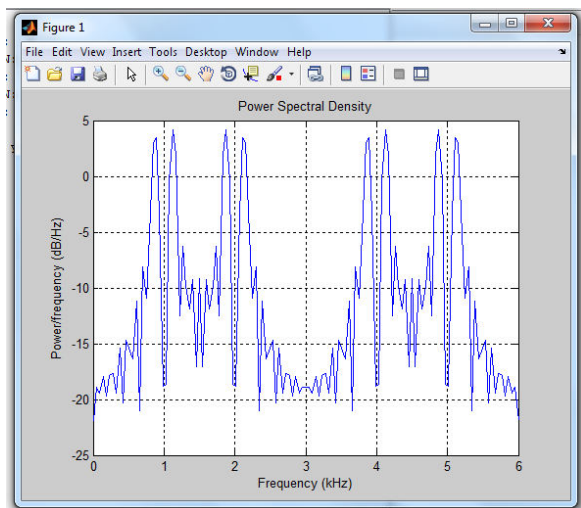 Figure 1
File Edit View Insert Tools Desktop Window Help
Power Spectral Density
5
0
-5
-10
-15
-20
-25
Power/frequency (dB/Hz)
0 1 2 3 4 5 6
Frequency (kHz)